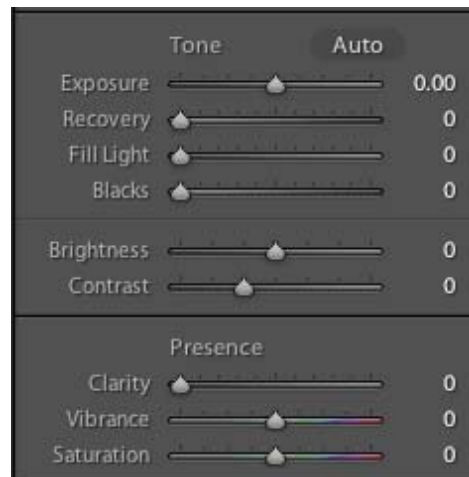 Tone Auto
Exposure 0.00
Recovery 0
Fill Light 0
Blacks 0
Brightness 0
Contrast 0
Presence
Clarity 0
Vibrance 0
Saturation 0